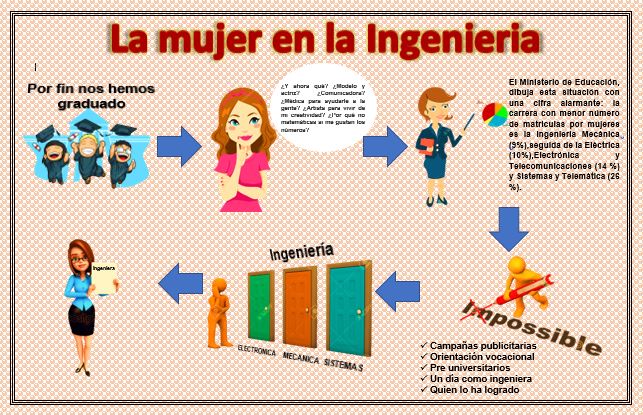 La mujer en la Ingenieria
Por fin nos hemos
graduado
¿Y ahora qué? ¿Modelo y
actriz? ¿Comunicadora?
¿Médica para ayudarle a la
gente? ¿Artista para vivir de
mi creatividad? ¿Por qué no
matemáticas si me gustan los
números?
El Ministerio de Educación,
dibuja esta situación con
una cifra alarmante: la
carrera con menor número
de matrículas por mujeres
es la Ingeniería Mecánica
(9%),seguida de la Eléctrica
(10%),Electrónica y
Telecomunicaciones (14 %)
y Sistemas y Telemática (26
%).
Impossible
Campañas publicitarias
Orientación vocacional
Pre universitarios
Un día como ingeniera
Quien lo ha logrado
Ingeniería
ELECTRONICA MECANICA SISTEMAS
Ingeniera